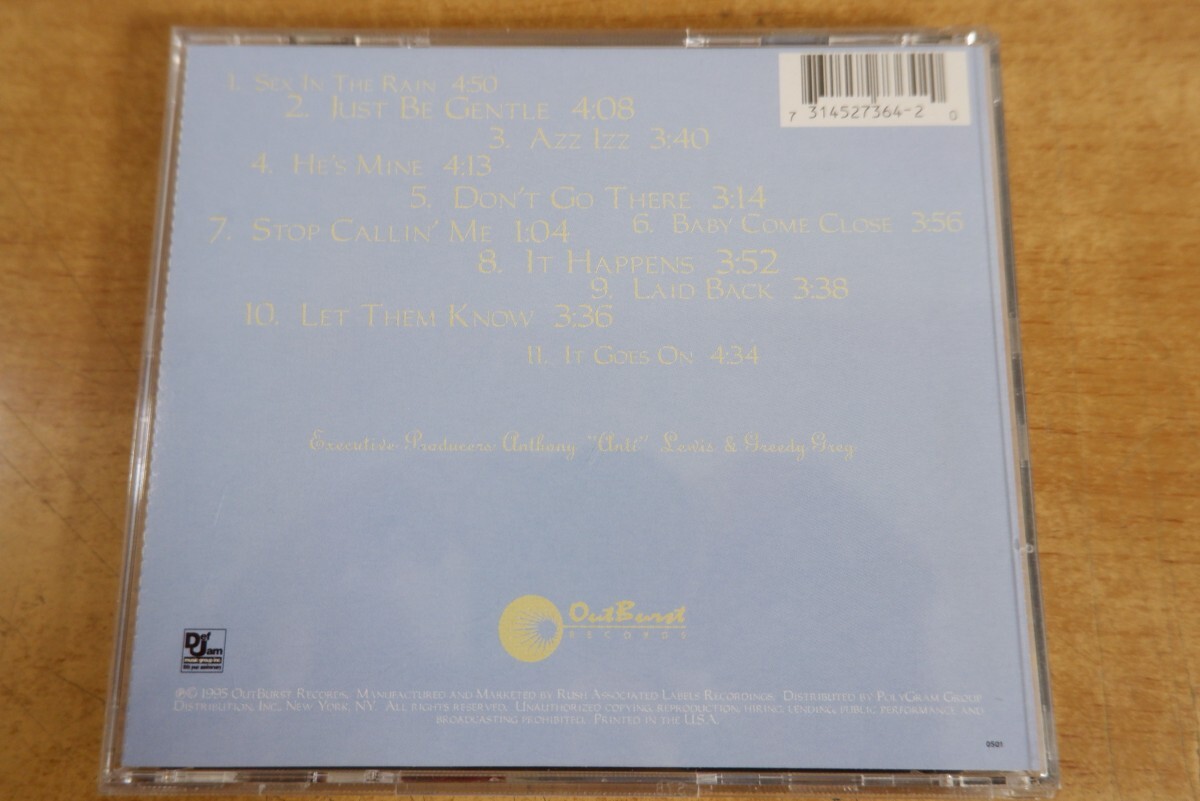 1. Sex In The Rain 4:50
2. Just Be Gentle 4:08
3. Azz Izz 3:40
4. He's Mine 4:13
5. Don't Go There 3:14
6. Baby Come Close 3:56
7. Stop Callin' Me 1:04
8. It Happens 3:52
9. Laid Back 3:38
10. Let Them Know 3:36
11. It Goes On 4:34
7 314527364-2 0
Executive Producers Anthony "Anti" Lewis & Greedy Greg
OutBurst
RECORDS
Def
Jam
music group inc.
℗© 1995 OutBurst Records. Manufactured and Marketed by Rush Associated Labels Recordings. Distributed by PolyGram Group
Distribution, Inc., New York, NY. All rights reserved. Unauthorized copying, reproduction, hiring, lending, public performance and
broadcasting prohibited. Printed in the U.S.A.
0501